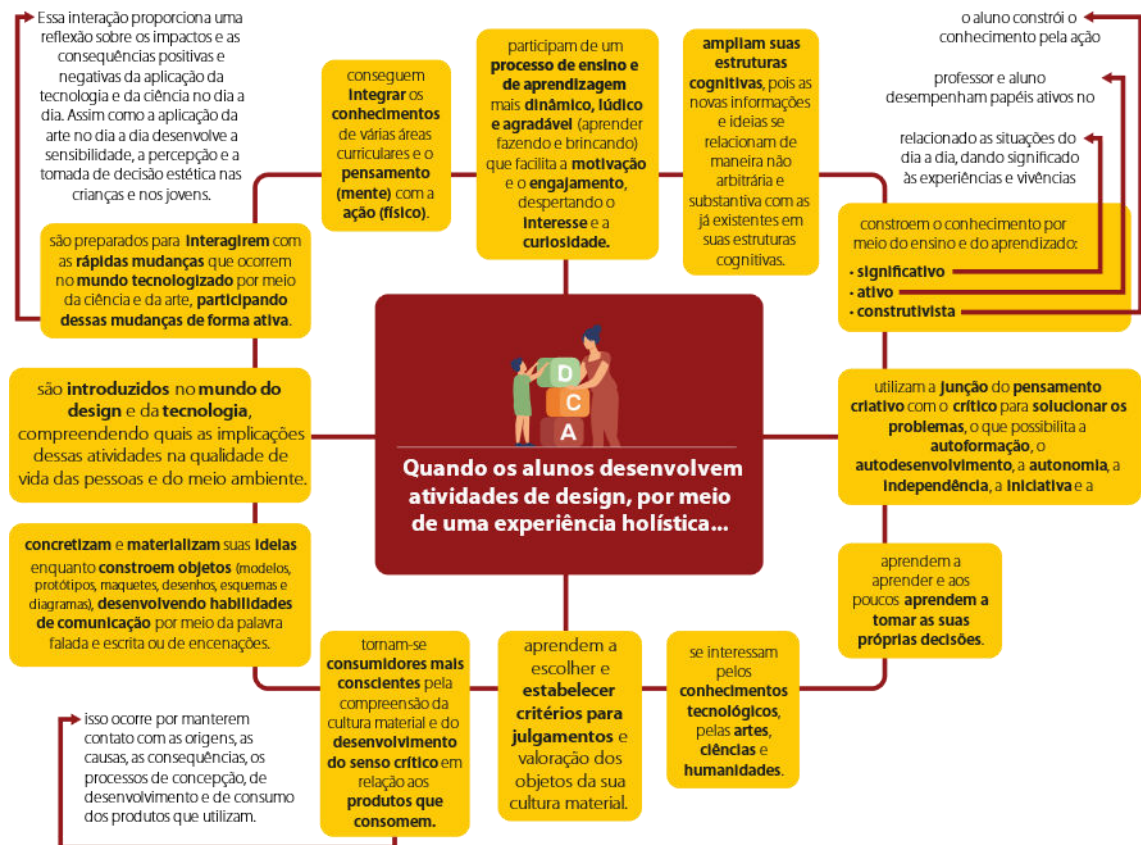 Essa interação proporciona uma
reflexão sobre os impactos e as
consequências positivas e
negativas da aplicação da
tecnologia e da ciência no dia a
dia. Assim como a aplicação da
arte no dia a dia desenvolve a
sensibilidade, a percepção e a
tomada de decisão estética nas
crianças e nos jovens.
conseguem
integrar os
conhecimentos
de várias áreas
curriculares e o
pensamento
(mente) com a
ação (físico).
participam de um
processo de ensino e
de aprendizagem
mais dinâmico, lúdico
e agradável (aprender
fazendo e brincando)
que facilita a motivação
e o engajamento,
despertando o
interesse e a
curiosidade.
ampliam suas
estruturas
cognitivas, pois as
novas informações
e ideias se
relacionam de
maneira não
arbitrária e
substantiva com as
já existentes em
suas estruturas
cognitivas.
o aluno constrói o
conhecimento pela ação
professor e aluno
desempenham papéis ativos no
relacionado as situações do
dia a dia, dando significado
às experiências e vivências
são preparados para interagirem com
as rápidas mudanças que ocorrem
no mundo tecnologizado por meio
da ciência e da arte, participando
dessas mudanças de forma ativa.
constroem o conhecimento por
meio do ensino e do aprendizado:
• significativo
• ativo
• construtivista
são introduzidos no mundo do
design e da tecnologia,
compreendendo quais as implicações
dessas atividades na qualidade de
vida das pessoas e do meio ambiente.
D
C
A
Quando os alunos desenvolvem
atividades de design, por meio
de uma experiência holística...
utilizam a junção do pensamento
criativo com o crítico para solucionar os
problemas, o que possibilita a
autoformação, o
autodesenvolvimento, a autonomia, a
independência, a iniciativa e a
concretizam e materializam suas ideias
enquanto constroem objetos (modelos,
protótipos, maquetes, desenhos, esquemas e
diagramas), desenvolvendo habilidades
de comunicação por meio da palavra
falada e escrita ou de encenações.
aprendem a
aprender e aos
poucos aprendem a
tomar as suas
próprias decisões.
tornam-se
consumidores mais
conscientes pela
compreensão da
cultura material e do
desenvolvimento
do senso crítico em
relação aos
produtos que
consomem.
aprendem a
escolher e
estabelecer
critérios para
julgamentos e
valoração dos
objetos da sua
cultura material.
se interessam
pelos
conhecimentos
tecnológicos,
pelas artes,
ciências e
humanidades.
isso ocorre por manterem
contato com as origens, as
causas, as consequências, os
processos de concepção, de
desenvolvimento e de consumo
dos produtos que utilizam.